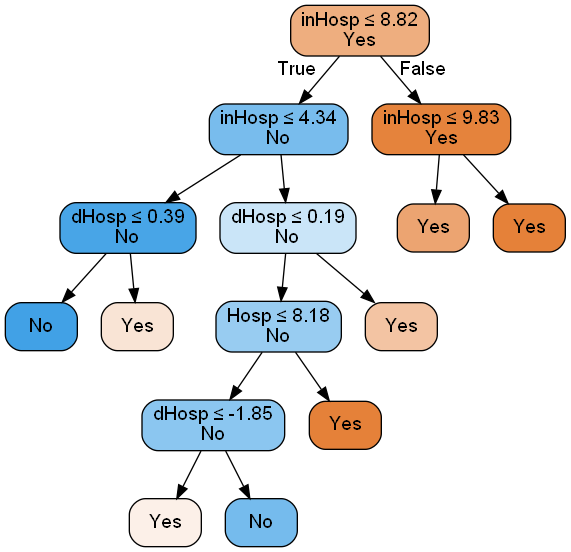 inHosp ≤ 8.82
Yes
True
False
inHosp ≤ 4.34
No
inHosp ≤ 9.83
Yes
dHosp ≤ 0.39
No
dHosp ≤ 0.19
No
Yes
Yes
No
Yes
Hosp ≤ 8.18
No
Yes
dHosp ≤ -1.85
No
Yes
Yes
No